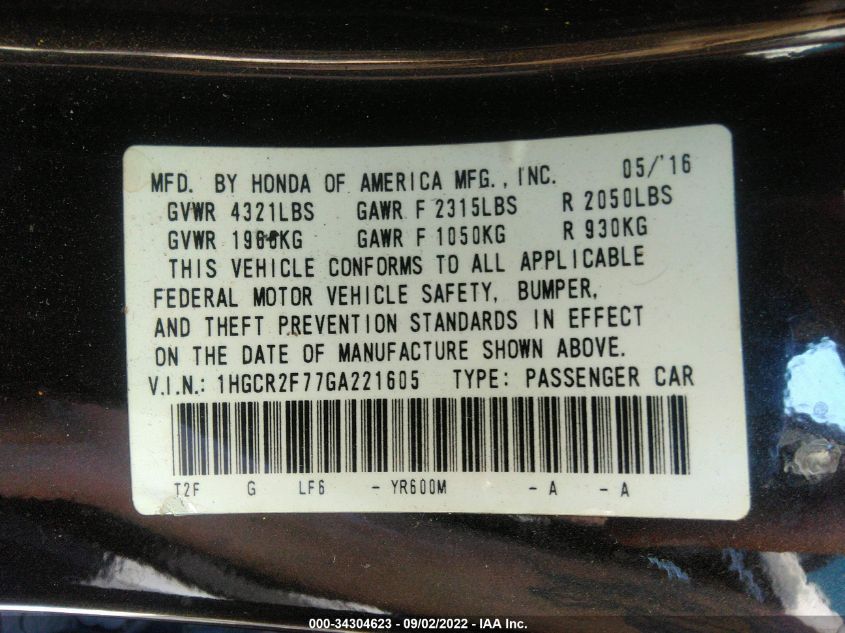 MFD. BY HONDA OF AMERICA MFG., INC. 05/'16
GVWR 4321LBS GAWR F 2315LBS R 2050LBS
GVWR 1960KG GAWR F 1050KG R 930KG
THIS VEHICLE CONFORMS TO ALL APPLICABLE
FEDERAL MOTOR VEHICLE SAFETY, BUMPER,
AND THEFT PREVENTION STANDARDS IN EFFECT
ON THE DATE OF MANUFACTURE SHOWN ABOVE.
V.I.N.: 1HGCR2F77GA221605 TYPE: PASSENGER CAR
T2F G LF6 - YR600M - A - A
000-34304623 - 09/02/2022 - IAA Inc.